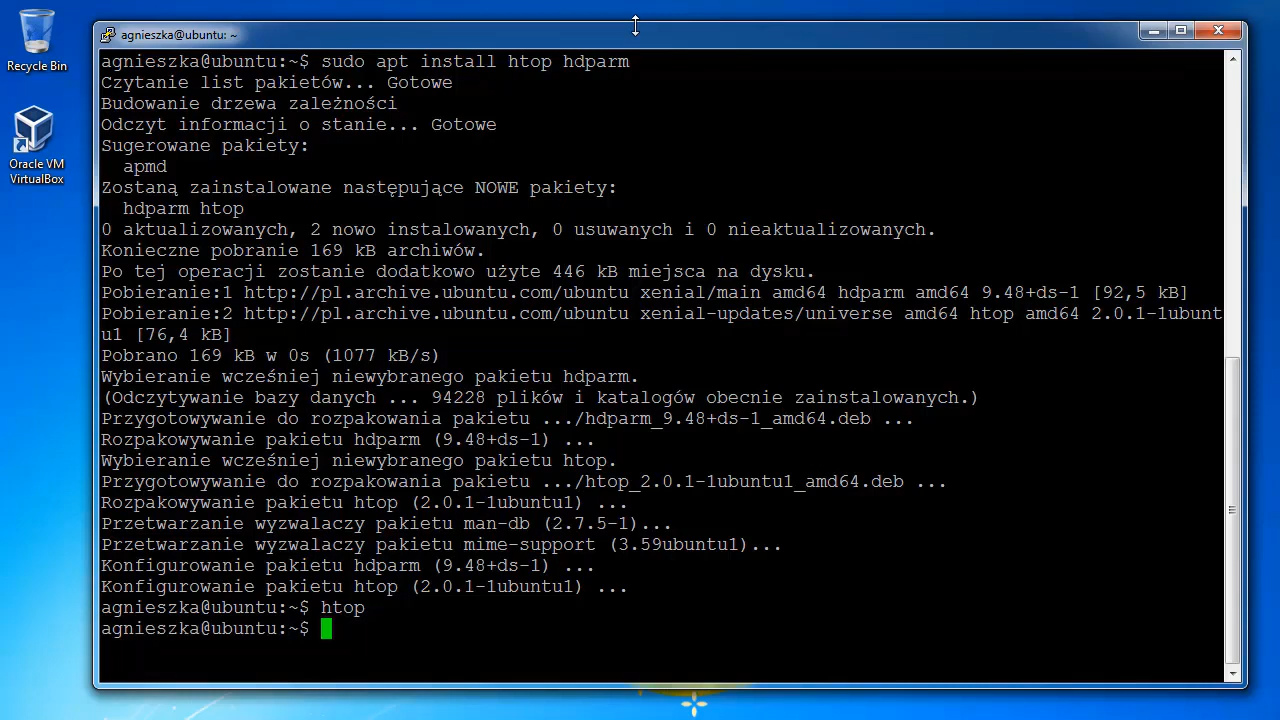 Recycle Bin
Oracle VM
VirtualBox
agnieszka@ubuntu: ~
agnieszka@ubuntu:~$ sudo apt install htop hdparm
Czytanie list pakietów... Gotowe
Budowanie drzewa zależności
Odczyt informacji o stanie... Gotowe
Sugerowane pakiety:
  apmd
Zostaną zainstalowane następujące NOWE pakiety:
  hdparm htop
0 aktualizowanych, 2 nowo instalowanych, 0 usuwanych i 0 nieaktualizowanych.
Konieczne pobranie 169 kB archiwów.
Po tej operacji zostanie dodatkowo użyte 446 kB miejsca na dysku.
Pobieranie:1 http://pl.archive.ubuntu.com/ubuntu xenial/main amd64 hdparm amd64 9.48+ds-1 [92,5 kB]
Pobieranie:2 http://pl.archive.ubuntu.com/ubuntu xenial-updates/universe amd64 htop amd64 2.0.1-1ubunt
u1 [76,4 kB]
Pobrano 169 kB w 0s (1077 kB/s)
Wybieranie wcześniej niewybranego pakietu hdparm.
(Odczytywanie bazy danych ... 94228 plików i katalogów obecnie zainstalowanych.)
Przygotowywanie do rozpakowania pakietu .../hdparm_9.48+ds-1_amd64.deb ...
Rozpakowywanie pakietu hdparm (9.48+ds-1) ...
Wybieranie wcześniej niewybranego pakietu htop.
Przygotowywanie do rozpakowania pakietu .../htop_2.0.1-1ubuntu1_amd64.deb ...
Rozpakowywanie pakietu htop (2.0.1-1ubuntu1) ...
Przetwarzanie wyzwalaczy pakietu man-db (2.7.5-1)...
Przetwarzanie wyzwalaczy pakietu mime-support (3.59ubuntu1)...
Konfigurowanie pakietu hdparm (9.48+ds-1) ...
Konfigurowanie pakietu htop (2.0.1-1ubuntu1) ...
agnieszka@ubuntu:~$ htop
agnieszka@ubuntu:~$